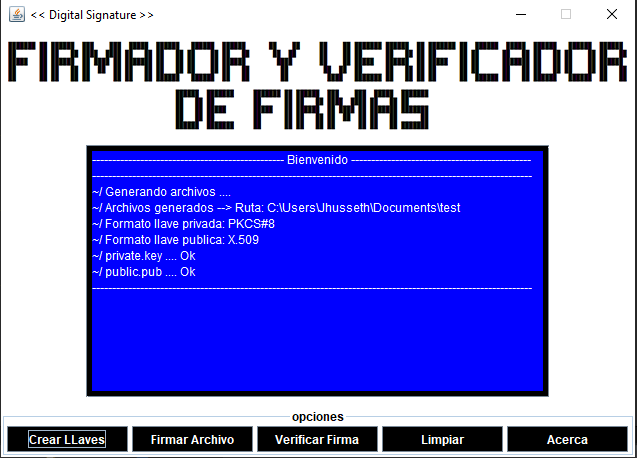 << Digital Signature >>
FIRMADOR Y VERIFICADOR
DE FIRMAS
Bienvenido
~/ Generando archivos ....
~/ Archivos generados --> Ruta: C:\Users\Jhusseth\Documents\test
~/ Formato llave privada: PKCS#8
~/ Formato llave publica: X.509
~/ private.key .... Ok
~/ public.pub .... Ok
opciones
Crear LLaves Firmar Archivo Verificar Firma Limpiar Acerca